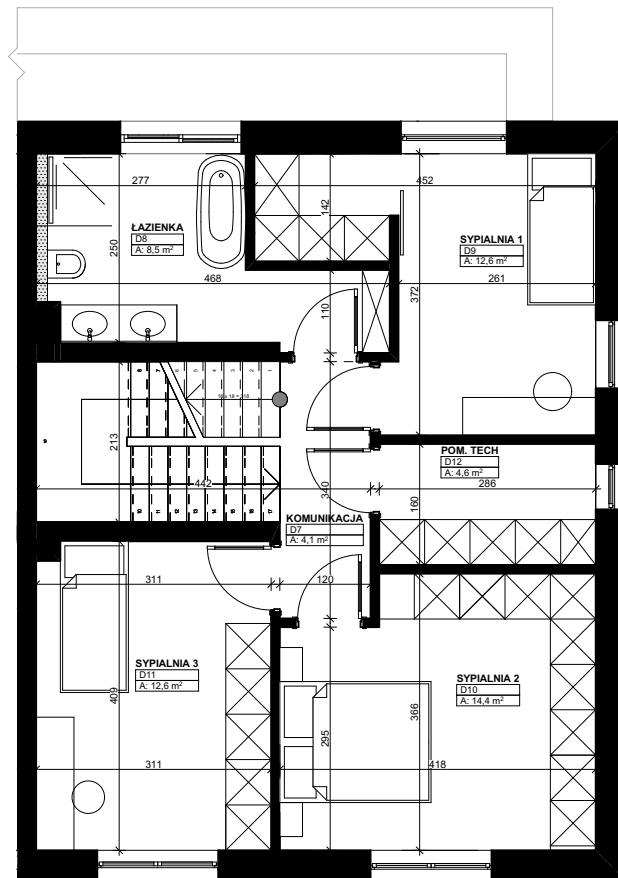 277
452
142
ŁAZIENKA
D8
A: 8,5 m²
250
SYPIALNIA 1
D9
A: 12,6 m²
468
372
261
110
213
442
340
POM. TECH
D12
A: 4,6 m²
286
160
KOMUNIKACJA
D7
A: 4,1 m²
311
120
SYPIALNIA 3
D11
A: 12,6 m²
409
SYPIALNIA 2
D10
A: 14,4 m²
366
295
311
418